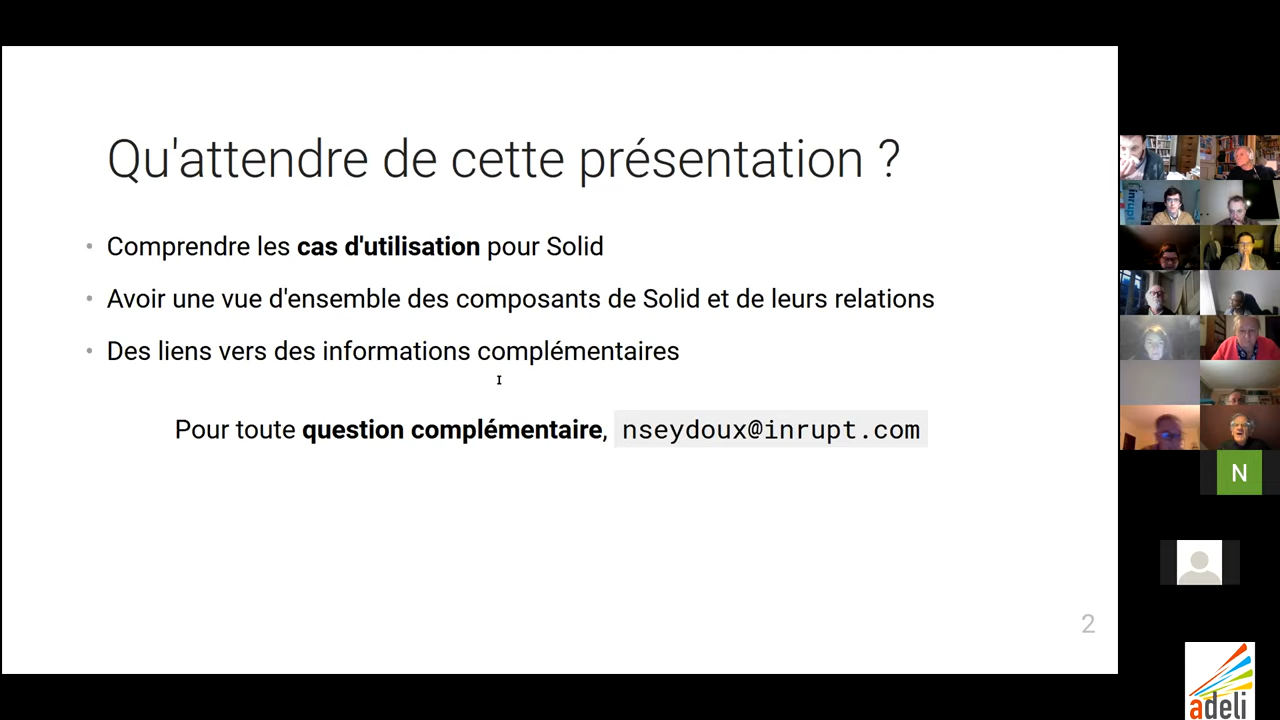 Qu'attendre de cette présentation ?
• Comprendre les cas d'utilisation pour Solid
• Avoir une vue d'ensemble des composants de Solid et de leurs relations
• Des liens vers des informations complémentaires
Pour toute question complémentaire, nseydoux@inrupt.com
2
inrupt
N
adeli